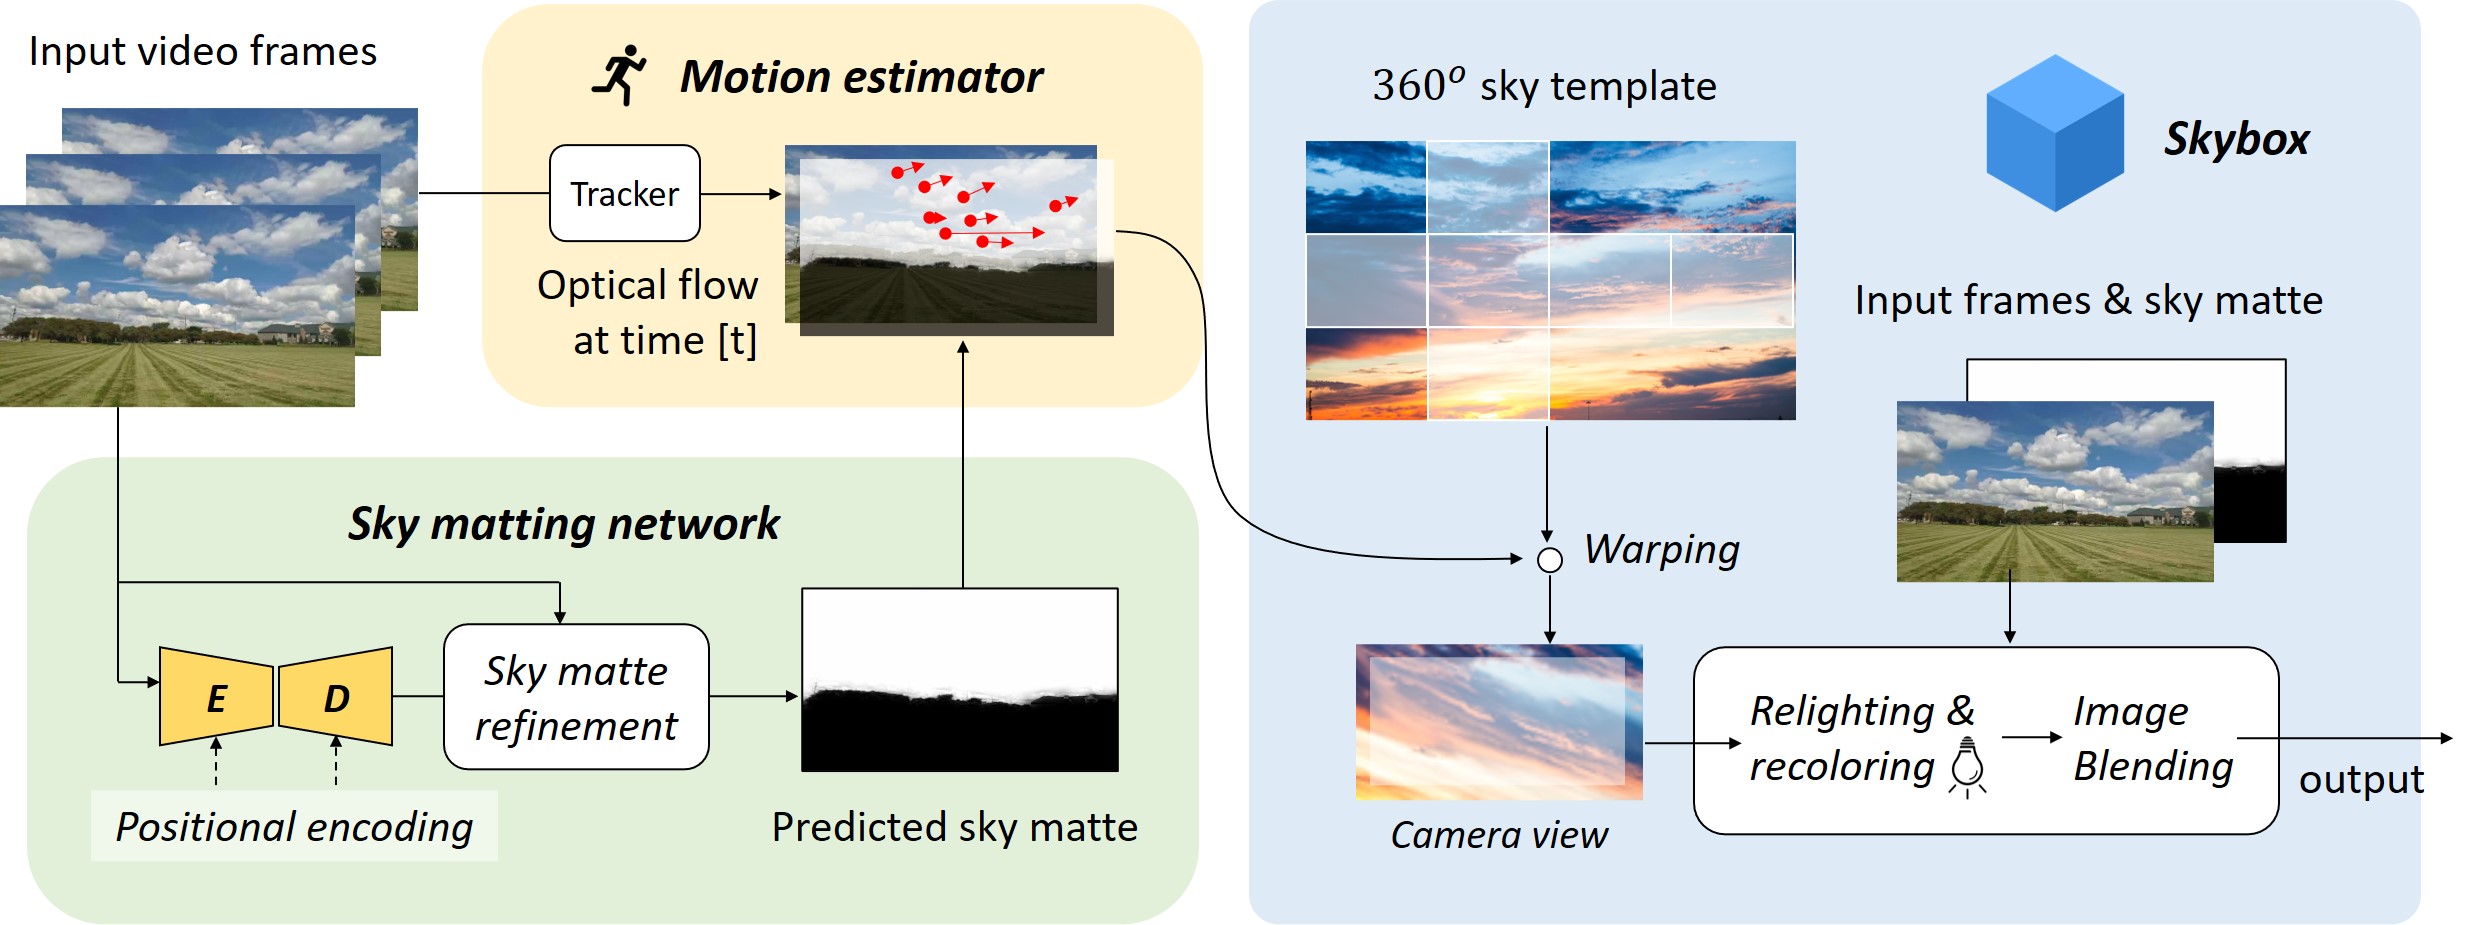 Input video frames
Motion estimator
Tracker
Optical flow
at time [t]
Sky matting network
E
D
Sky matte
refinement
Positional encoding
Predicted sky matte
360° sky template
Skybox
Input frames & sky matte
Warping
Camera view
Relighting &
recoloring
Image
Blending
output